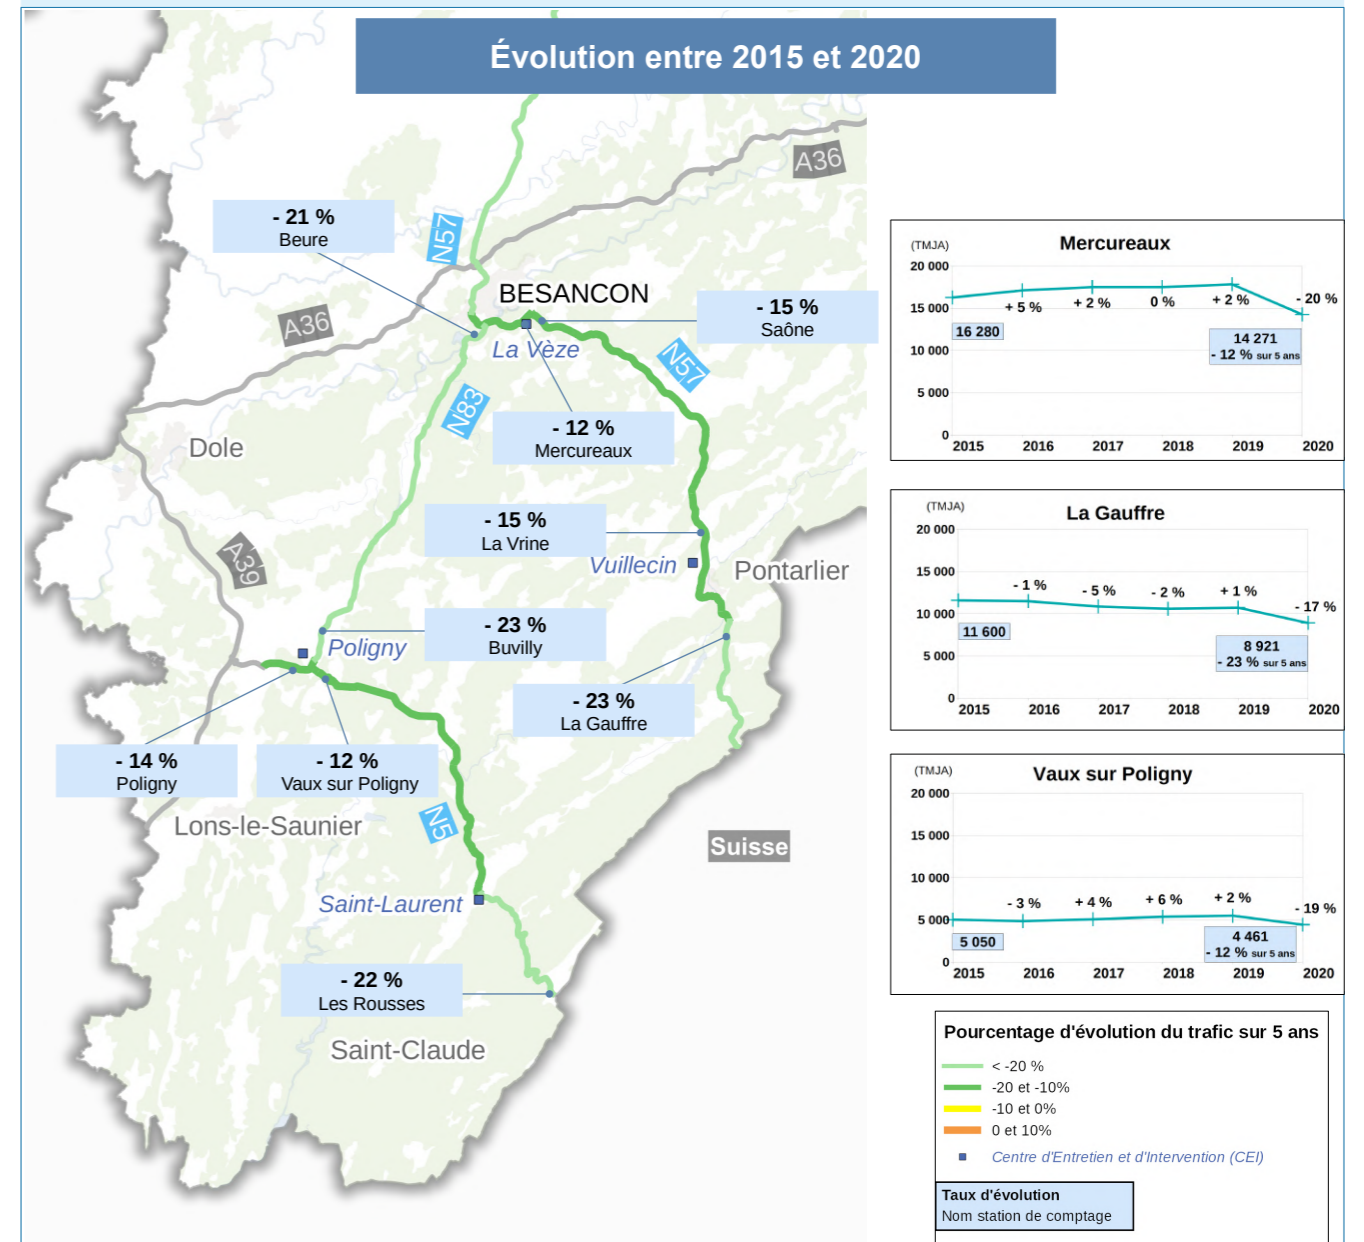 Évolution entre 2015 et 2020
A36
N57
- 21 %
Beure
BESANCON
- 15 %
Saône
A36
La Vèze
N57
N83
- 12 %
Mercureaux
Dole
- 15 %
La Vrine
Vuillecin
Pontarlier
A39
- 23 %
Buvilly
Poligny
- 23 %
La Gauffre
- 14 %
Poligny
- 12 %
Vaux sur Poligny
N5
Lons-le-Saunier
Suisse
Saint-Laurent
- 22 %
Les Rousses
Saint-Claude
(TMJA)
Mercureaux
20 000
15 000
10 000
5 000
0
+ 5 %
+ 2 %
0 %
+ 2 %
- 20 %
16 280
14 271
- 12 % sur 5 ans
2015 2016 2017 2018 2019 2020
(TMJA)
La Gauffre
20 000
15 000
10 000
5 000
0
- 1 %
- 5 %
- 2 %
+ 1 %
- 17 %
11 600
8 921
- 23 % sur 5 ans
2015 2016 2017 2018 2019 2020
(TMJA)
Vaux sur Poligny
20 000
15 000
10 000
5 000
0
- 3 %
+ 4 %
+ 6 %
+ 2 %
- 19 %
5 050
4 461
- 12 % sur 5 ans
2015 2016 2017 2018 2019 2020
Pourcentage d'évolution du trafic sur 5 ans
< -20 %
-20 et -10%
-10 et 0%
0 et 10%
Centre d'Entretien et d'Intervention (CEI)
Taux d'évolution
Nom station de comptage